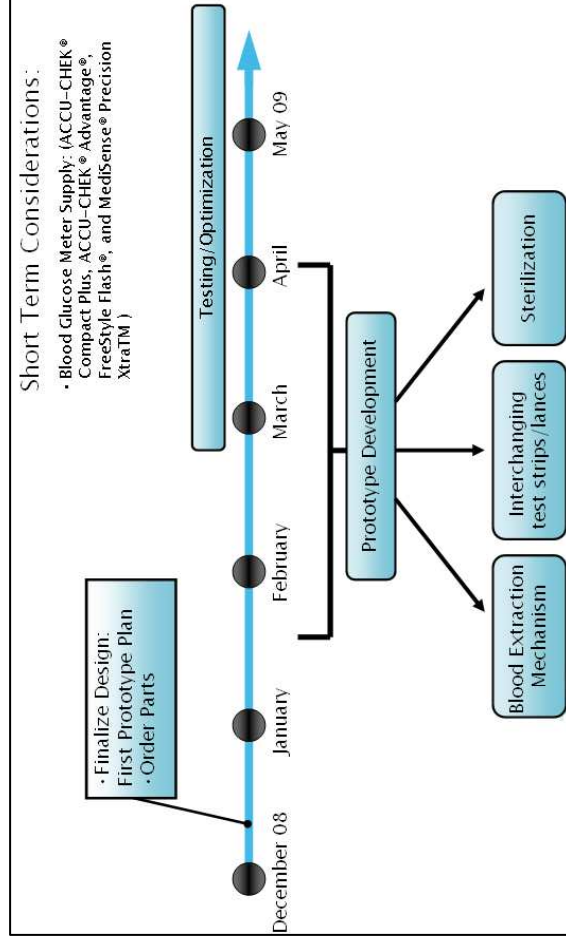 Short Term Considerations:
• Blood Glucose Meter Supply: (ACCU-CHEK®
Compact Plus, ACCU-CHEK® Advantage®,
FreeStyle Flash®, and MediSense® Precision
XtraTM )
• Finalize Design:
First Prototype Plan
• Order Parts
Testing/Optimization
December 08
January
February
March
April
May 09
Prototype Development
Blood Extraction
Mechanism
Interchanging
test strips/lances
Sterilization